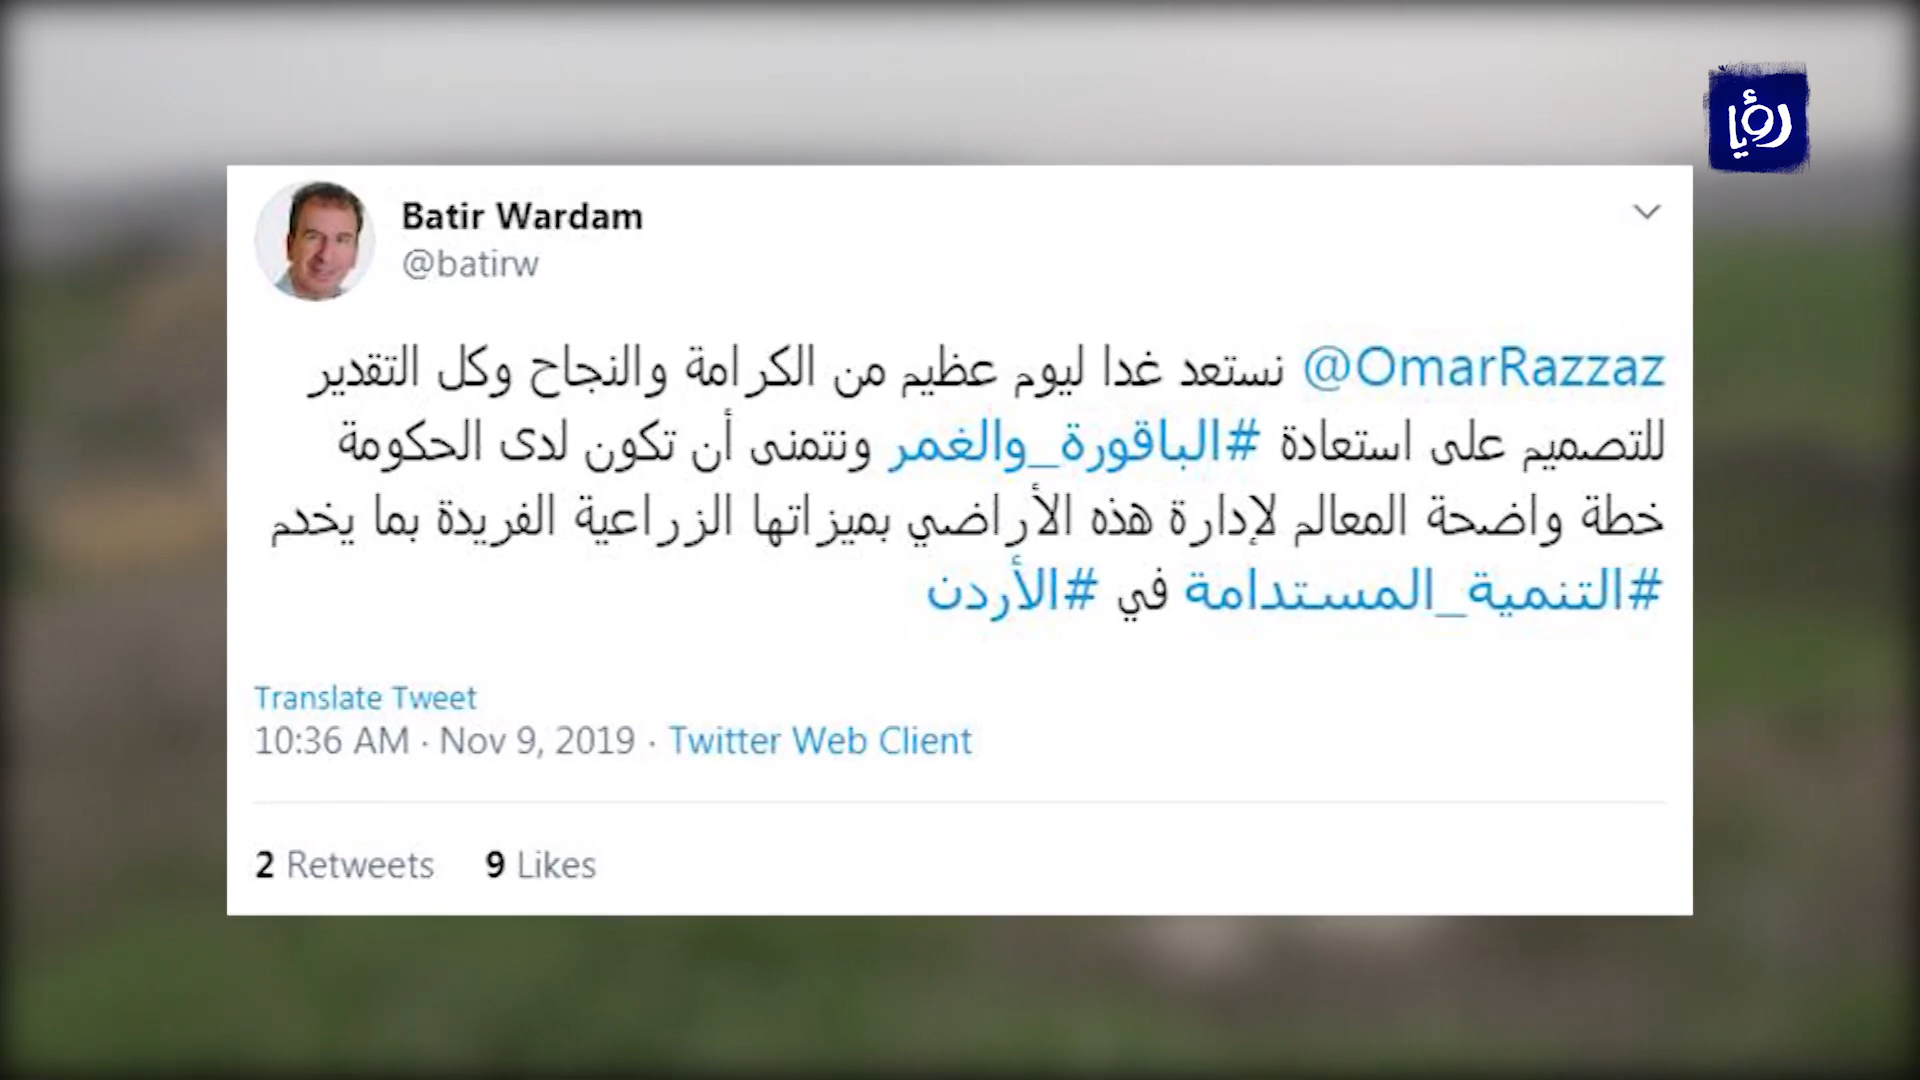 رؤيا
Batir Wardam
@batirw
@OmarRazzaz نستعد غدا ليوم عظيم من الكرامة والنجاح وكل التقدير
للتصميم على استعادة #الباقورة_والغمر ونتمنى أن تكون لدى الحكومة
خطة واضحة المعالم لإدارة هذه الأراضي بميزاتها الزراعية الفريدة بما يخدم
#التنمية_المستدامة في #الأردن
Translate Tweet
10:36 AM · Nov 9, 2019 · Twitter Web Client
2 Retweets 9 Likes